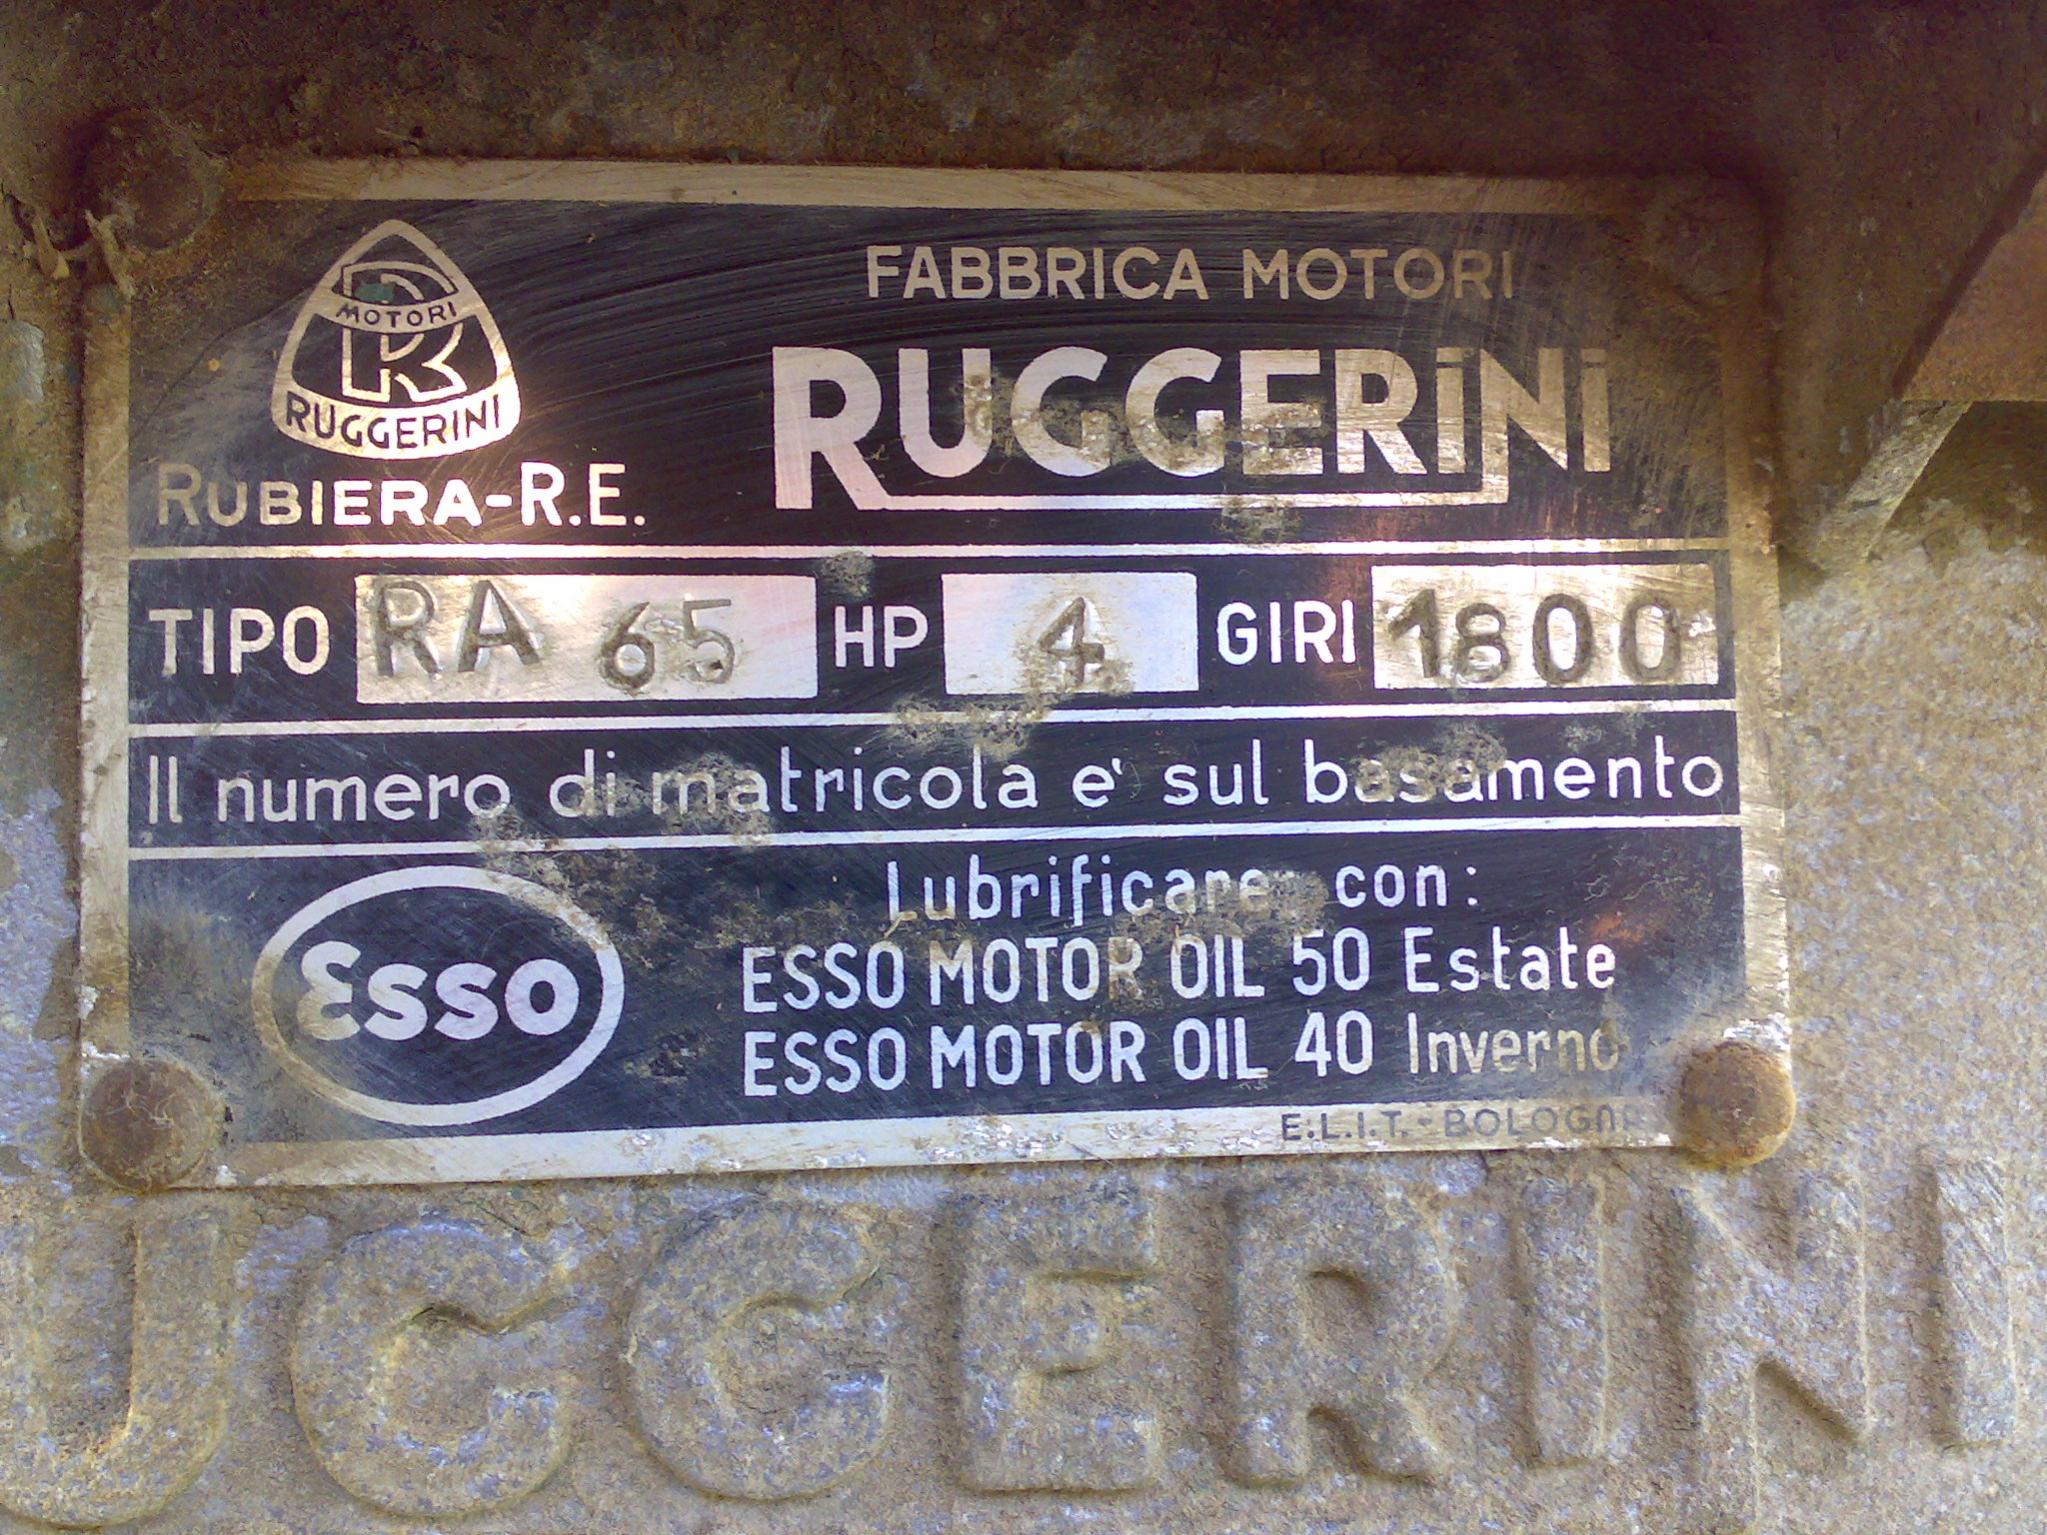 R
MOTORI
R
RUGGERINI
RUBIERA-R.E.
FABBRICA MOTORI
RUGGERiNi
TIPO RA 65 HP 4 GIRI 1800
Il numero di matricola e' sul basamento
Esso
Lubrificare con:
ESSO MOTOR OIL 50 Estate
ESSO MOTOR OIL 40 Inverno
E.L.I.T.-BOLOGNA
UGGERINI